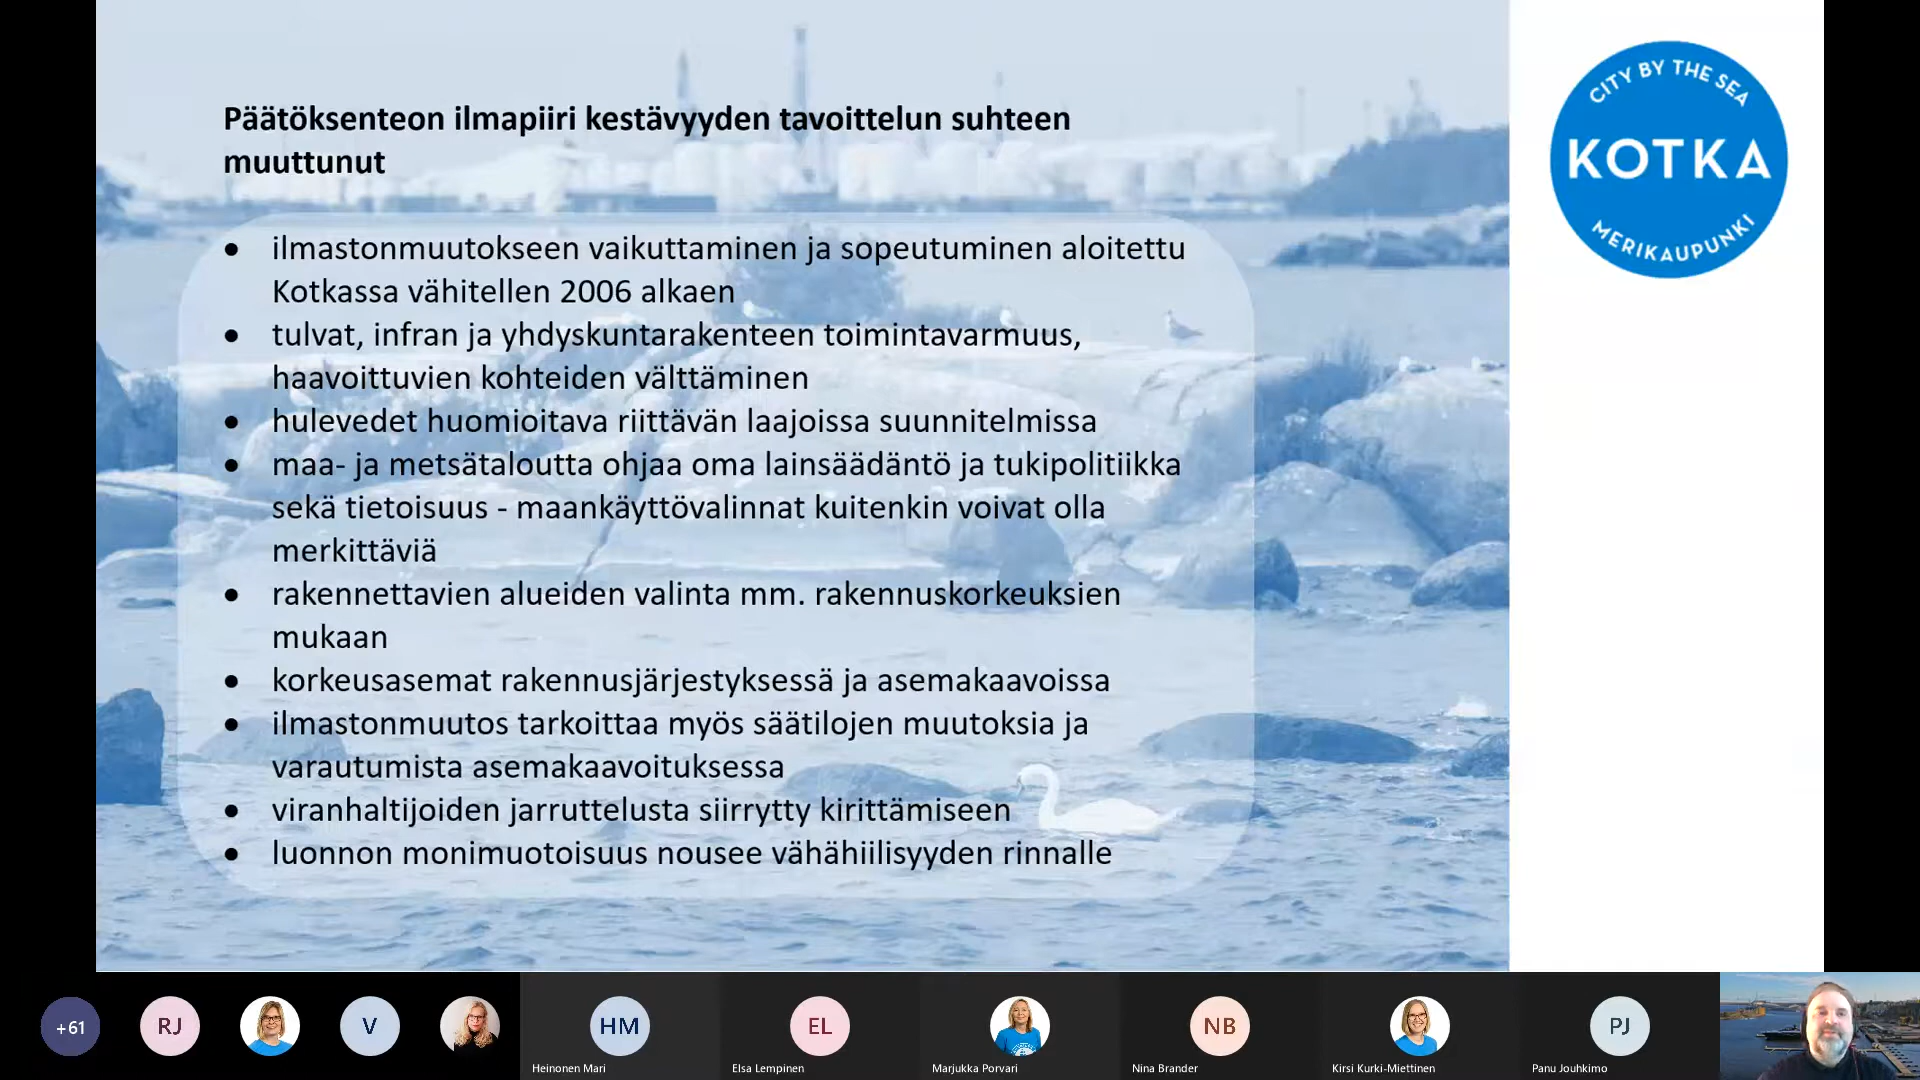 Päätöksenteon ilmapiiri kestävyyden tavoittelun suhteen
muuttunut
• ilmastonmuutokseen vaikuttaminen ja sopeutuminen aloitettu
Kotkassa vähitellen 2006 alkaen
• tulvat, infran ja yhdyskuntarakenteen toimintavarmuus,
haavoittuvien kohteiden välttäminen
• hulevedet huomioitava riittävän laajoissa suunnitelmissa
• maa- ja metsätaloutta ohjaa oma lainsäädäntö ja tukipolitiikka
sekä tietoisuus - maankäyttövalinnat kuitenkin voivat olla
merkittäviä
• rakennettavien alueiden valinta mm. rakennuskorkeuksien
mukaan
• korkeusasemat rakennusjärjestyksessä ja asemakaavoissa
• ilmastonmuutos tarkoittaa myös säätilojen muutoksia ja
varautumista asemakaavoituksessa
• viranhaltijoiden jarruttelusta siirrytty kirittämiseen
• luonnon monimuotoisuus nousee vähähiilisyyden rinnalle
CITY BY THE SEA
KOTKA
MERIKAUPUNKI
+61
RJ
V
HM
EL
NB
PJ
Heinonen Mari
Elsa Lempinen
Marjukka Porvari
Nina Brander
Kirsi Kurki-Miettinen
Panu Jouhkimo